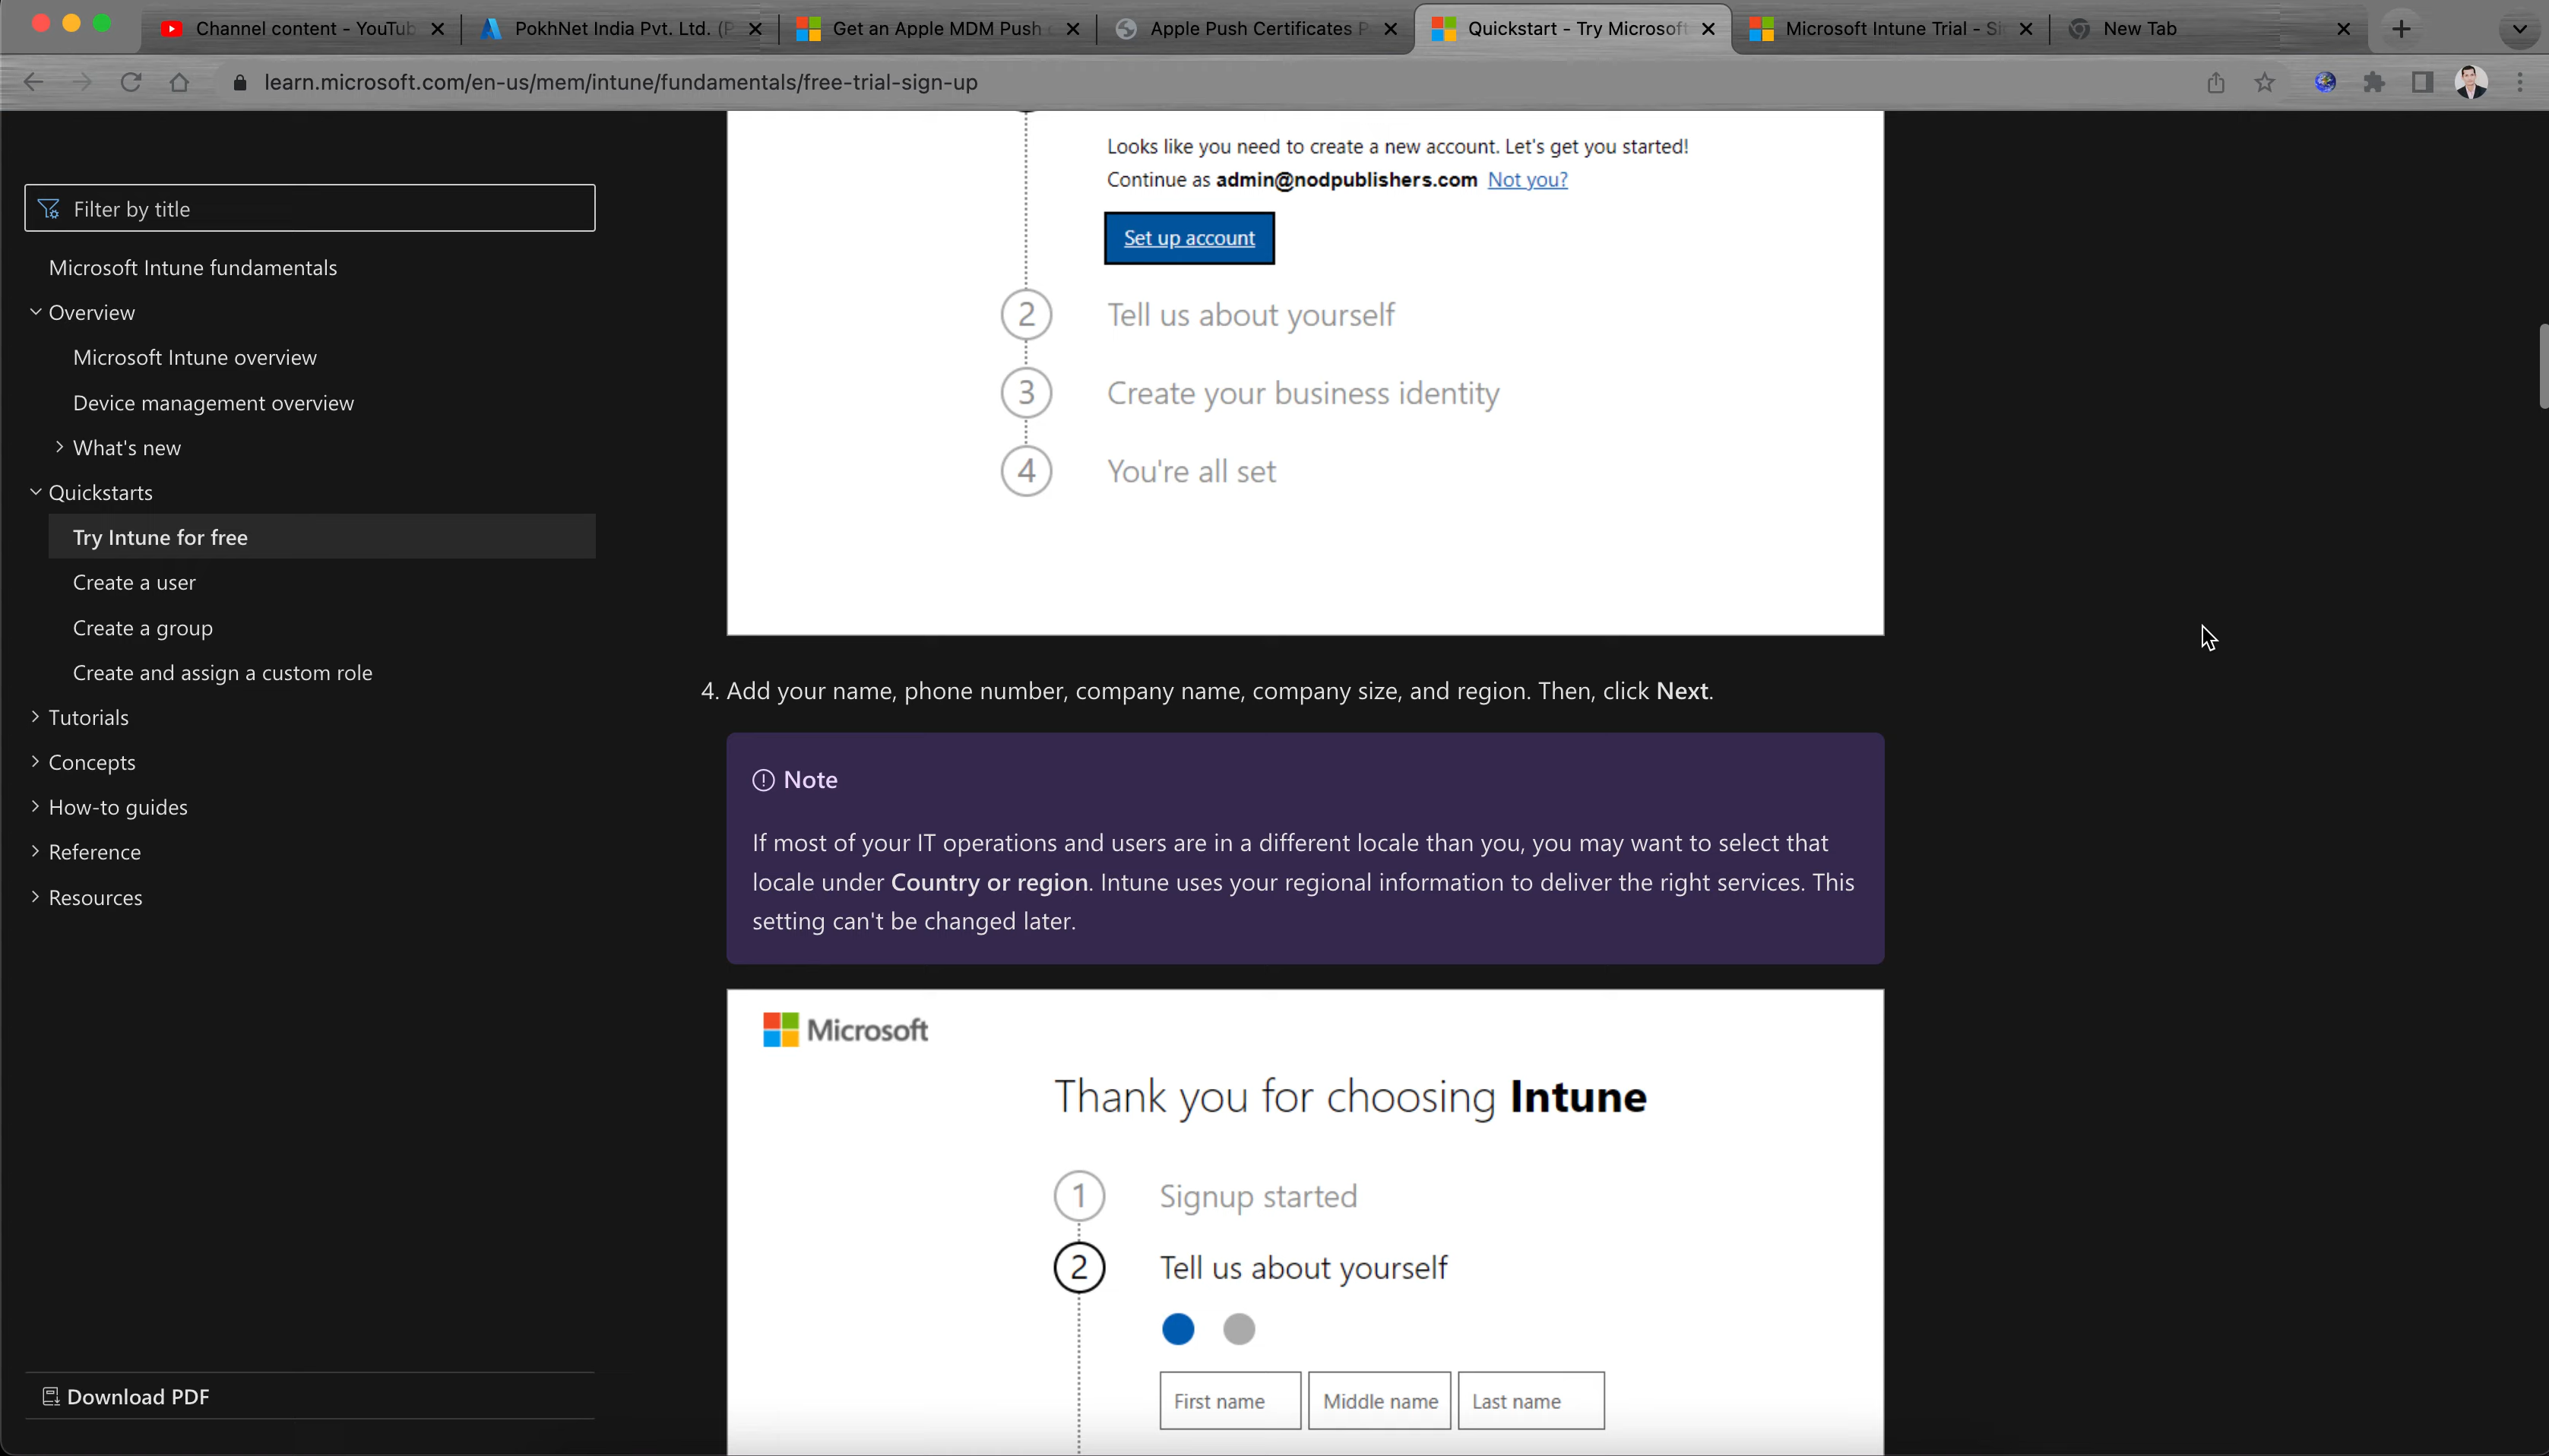 Channel content - YouTub
PokhNet India Pvt. Ltd. (P
Get an Apple MDM Push c
Apple Push Certificates P
Quickstart - Try Microsoft
Microsoft Intune Trial - Si
New Tab
learn.microsoft.com/en-us/mem/intune/fundamentals/free-trial-sign-up
Filter by title
Microsoft Intune fundamentals
Overview
Microsoft Intune overview
Device management overview
What's new
Quickstarts
Try Intune for free
Create a user
Create a group
Create and assign a custom role
Tutorials
Concepts
How-to guides
Reference
Resources
Download PDF
Looks like you need to create a new account. Let's get you started!
Continue as admin@nodpublishers.com Not you?
Set up account
2 Tell us about yourself
3 Create your business identity
4 You're all set
4. Add your name, phone number, company name, company size, and region. Then, click Next.
Note
If most of your IT operations and users are in a different locale than you, you may want to select that
locale under Country or region. Intune uses your regional information to deliver the right services. This
setting can't be changed later.
Microsoft
Thank you for choosing Intune
1 Signup started
2 Tell us about yourself
First name Middle name Last name